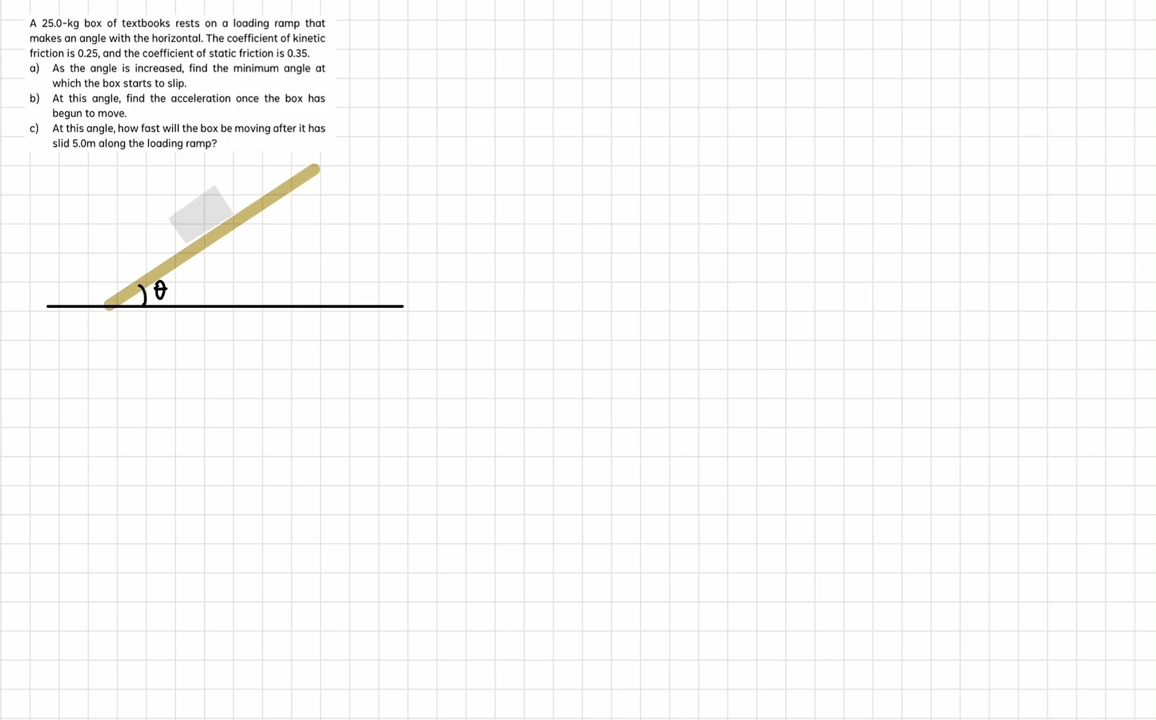 A 25.0-kg box of textbooks rests on a loading ramp that
makes an angle with the horizontal. The coefficient of kinetic
friction is 0.25, and the coefficient of static friction is 0.35.
a) As the angle is increased, find the minimum angle at
which the box starts to slip.
b) At this angle, find the acceleration once the box has
begun to move.
c) At this angle, how fast will the box be moving after it has
slid 5.0m along the loading ramp?
θ